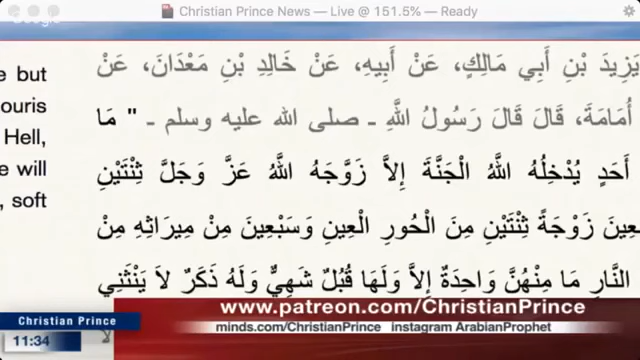 Christian Prince News — Live @ 151.5% — Ready
e but
ouris
Hell,
e will
, soft
يَزِيدَ بْنِ أَبِي مَالِكٍ، عَنْ أَبِيهِ، عَنْ خَالِدِ بْنِ مَعْدَانَ، عَنْ
أُمَامَةَ، قَالَ قَالَ رَسُولُ اللَّهِ ـ صلى الله عليه وسلم ـ " مَا
أَحَدٍ يُدْخِلُهُ اللَّهُ الْجَنَّةَ إِلاَّ زَوَّجَهُ اللَّهُ عَزَّ وَجَلَّ ثِنْتَيْنِ
عِينَ زَوْجَةً ثِنْتَيْنِ مِنَ الْحُورِ الْعِينِ وَسَبْعِينَ مِنْ مِيرَاثِهِ مِنْ
النَّارِ مَا مِنْهُنَّ وَاحِدَةٌ إِلاَّ وَلَهَا قُبُلٌ شَهِيٌّ وَلَهُ ذَكَرٌ لاَ يَنْثَنِي
www.patreon.com/ChristianPrince
minds.com/ChristianPrince instagram ArabianProphet
Christian Prince
11:34